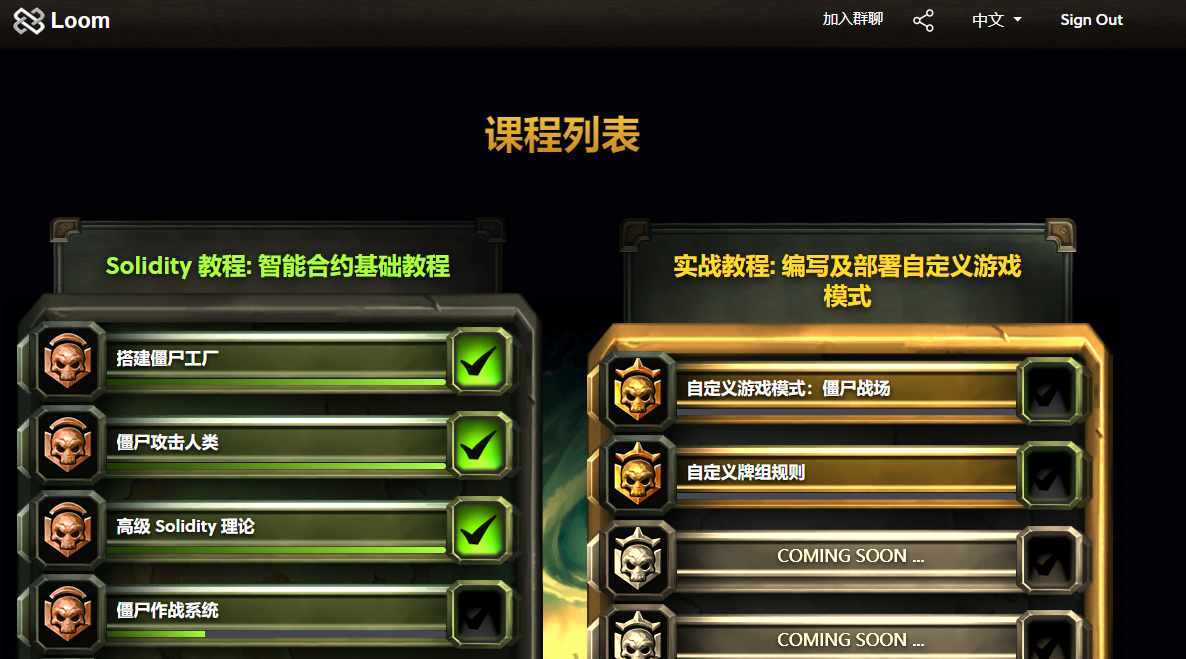 Loom
加入群聊
中文
Sign Out
课程列表
Solidity 教程: 智能合约基础教程
搭建僵尸工厂
僵尸攻击人类
高级 Solidity 理论
僵尸作战系统
实战教程: 编写及部署自定义游戏
模式
自定义游戏模式：僵尸战场
自定义牌组规则
COMING SOON ...
COMING SOON ...